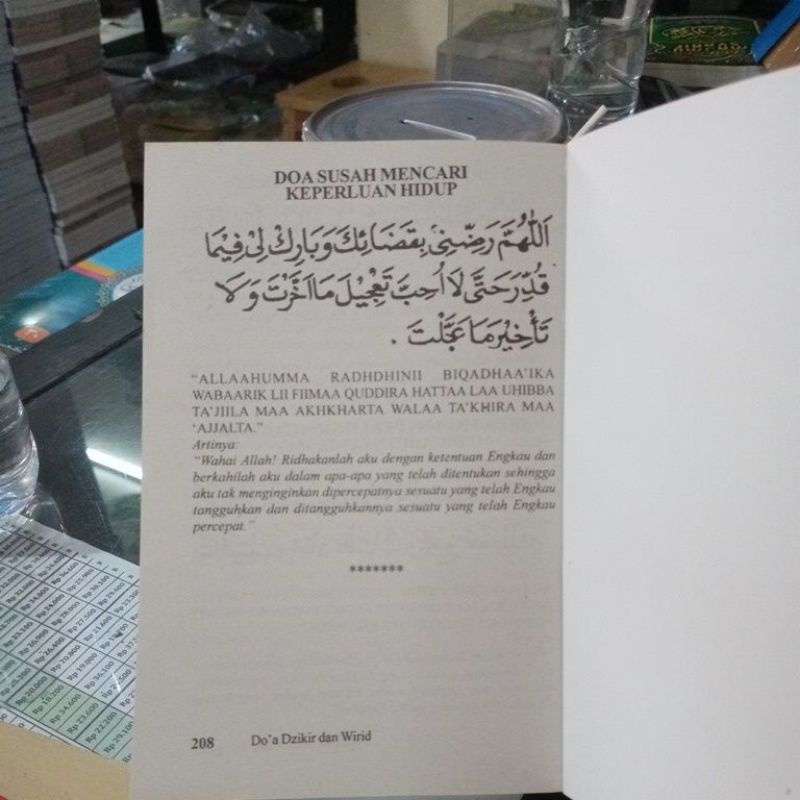 DOA SUSAH MENCARI
KEPERLUAN HIDUP
اَللّٰهُمَّ رَضِّنِيْ بِقَضَائِكَ وَبَارِكْ لِيْ فِيْمَا
قُدِّرَ حَتَّى لَا اُحِبَّ تَعْجِيْلَ مَا اَخَّرْتَ وَلَا
تَأْخِيْرَ مَا عَجَّلْتَ .
“ALLAAHUMMA RADHDHINII BIQADHAA’IKA
WABAARIK LII FIIMAA QUDDIRA HATTAA LAA UHIBBA
TA’JIILA MAA AKHKHARTA WALAA TA’KHIRA MAA
‘AJJALTA.”
Artinya:
“Wahai Allah! Ridhakanlah aku dengan ketentuan Engkau dan
berkahilah aku dalam apa-apa yang telah ditentukan sehingga
aku tak menginginkan dipercepatnya sesuatu yang telah Engkau
tangguhkan dan ditangguhkannya sesuatu yang telah Engkau
percepat.”
*******
208 Do’a Dzikir dan Wirid